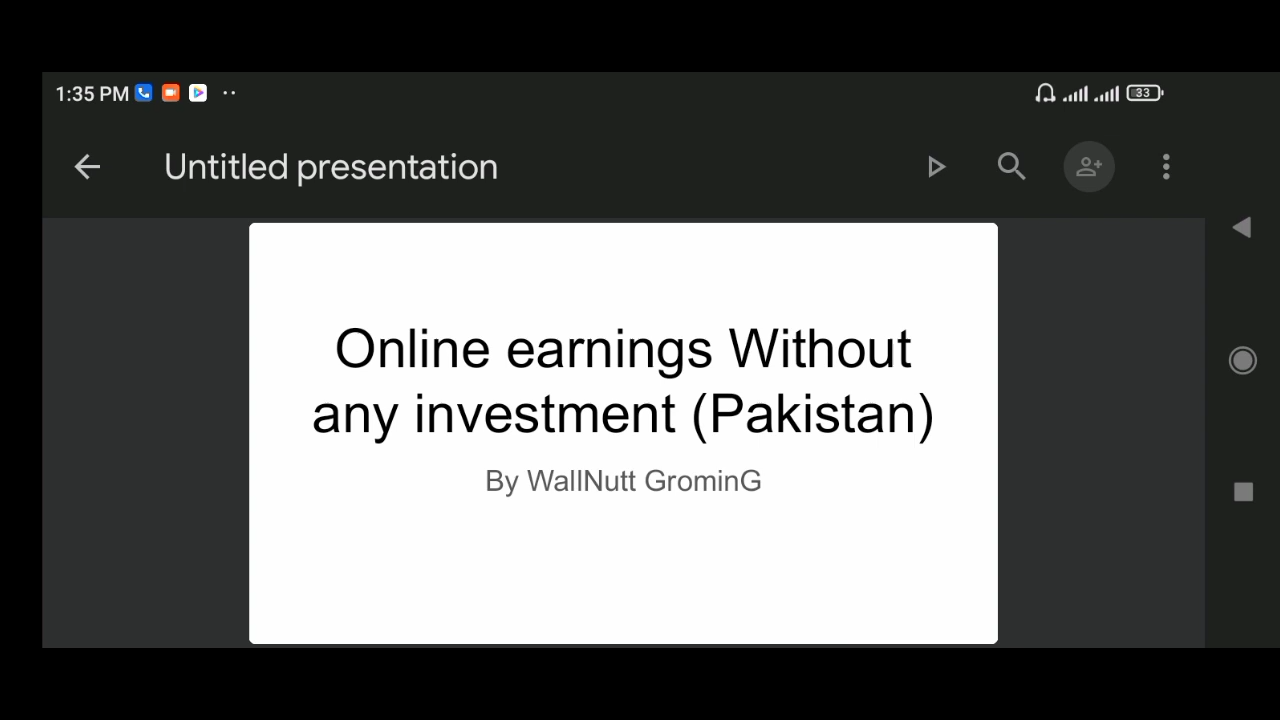 1:35 PM
33
Untitled presentation
Online earnings Without
any investment (Pakistan)
By WallNutt GrominG